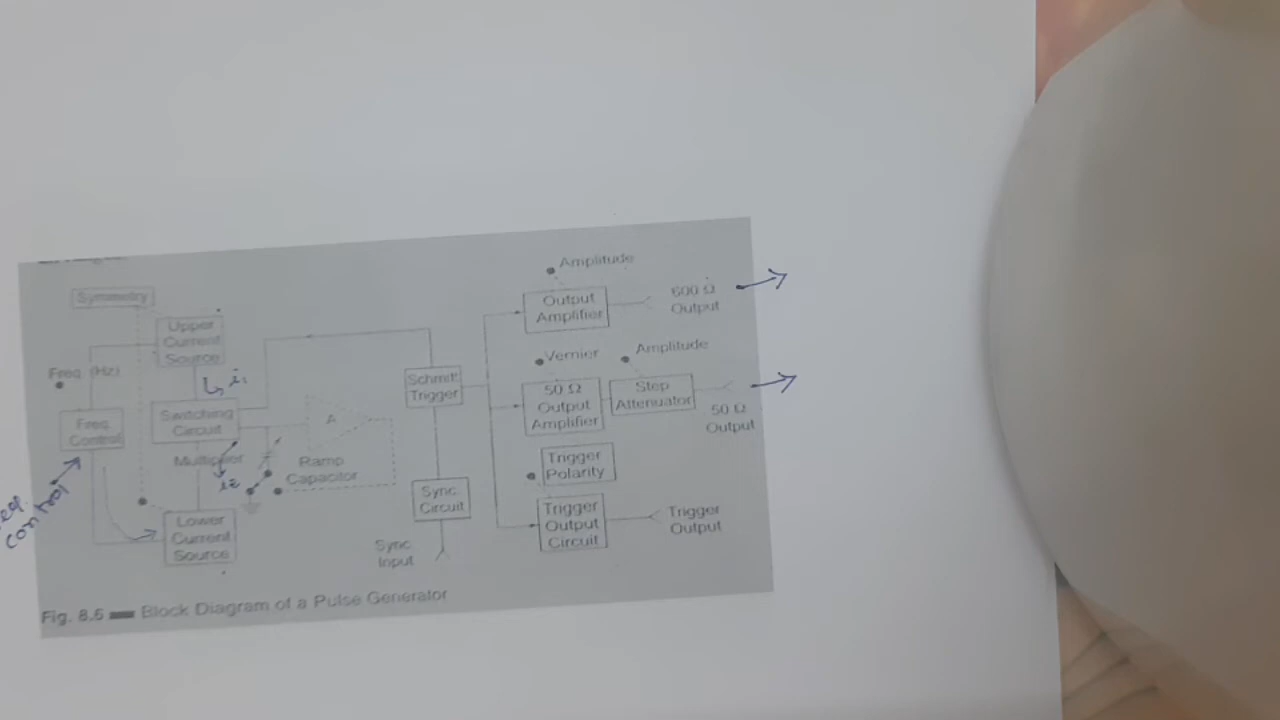 Symmetry
Upper
Current
Source
Freq. (Hz)
i1
Freq.
Control
Switching
Circuit
Multiplier
i2
control
Lower
Current
Source
A
Ramp
Capacitor
Schmitt
Trigger
Sync.
Circuit
Sync.
Input
Amplitude
Output
Amplifier
600 Ω
Output
Vernier
50 Ω
Output
Amplifier
Amplitude
Step
Attenuator
50 Ω
Output
Trigger
Polarity
Trigger
Output
Circuit
Trigger
Output
Fig. 8.5 Block Diagram of a Pulse Generator